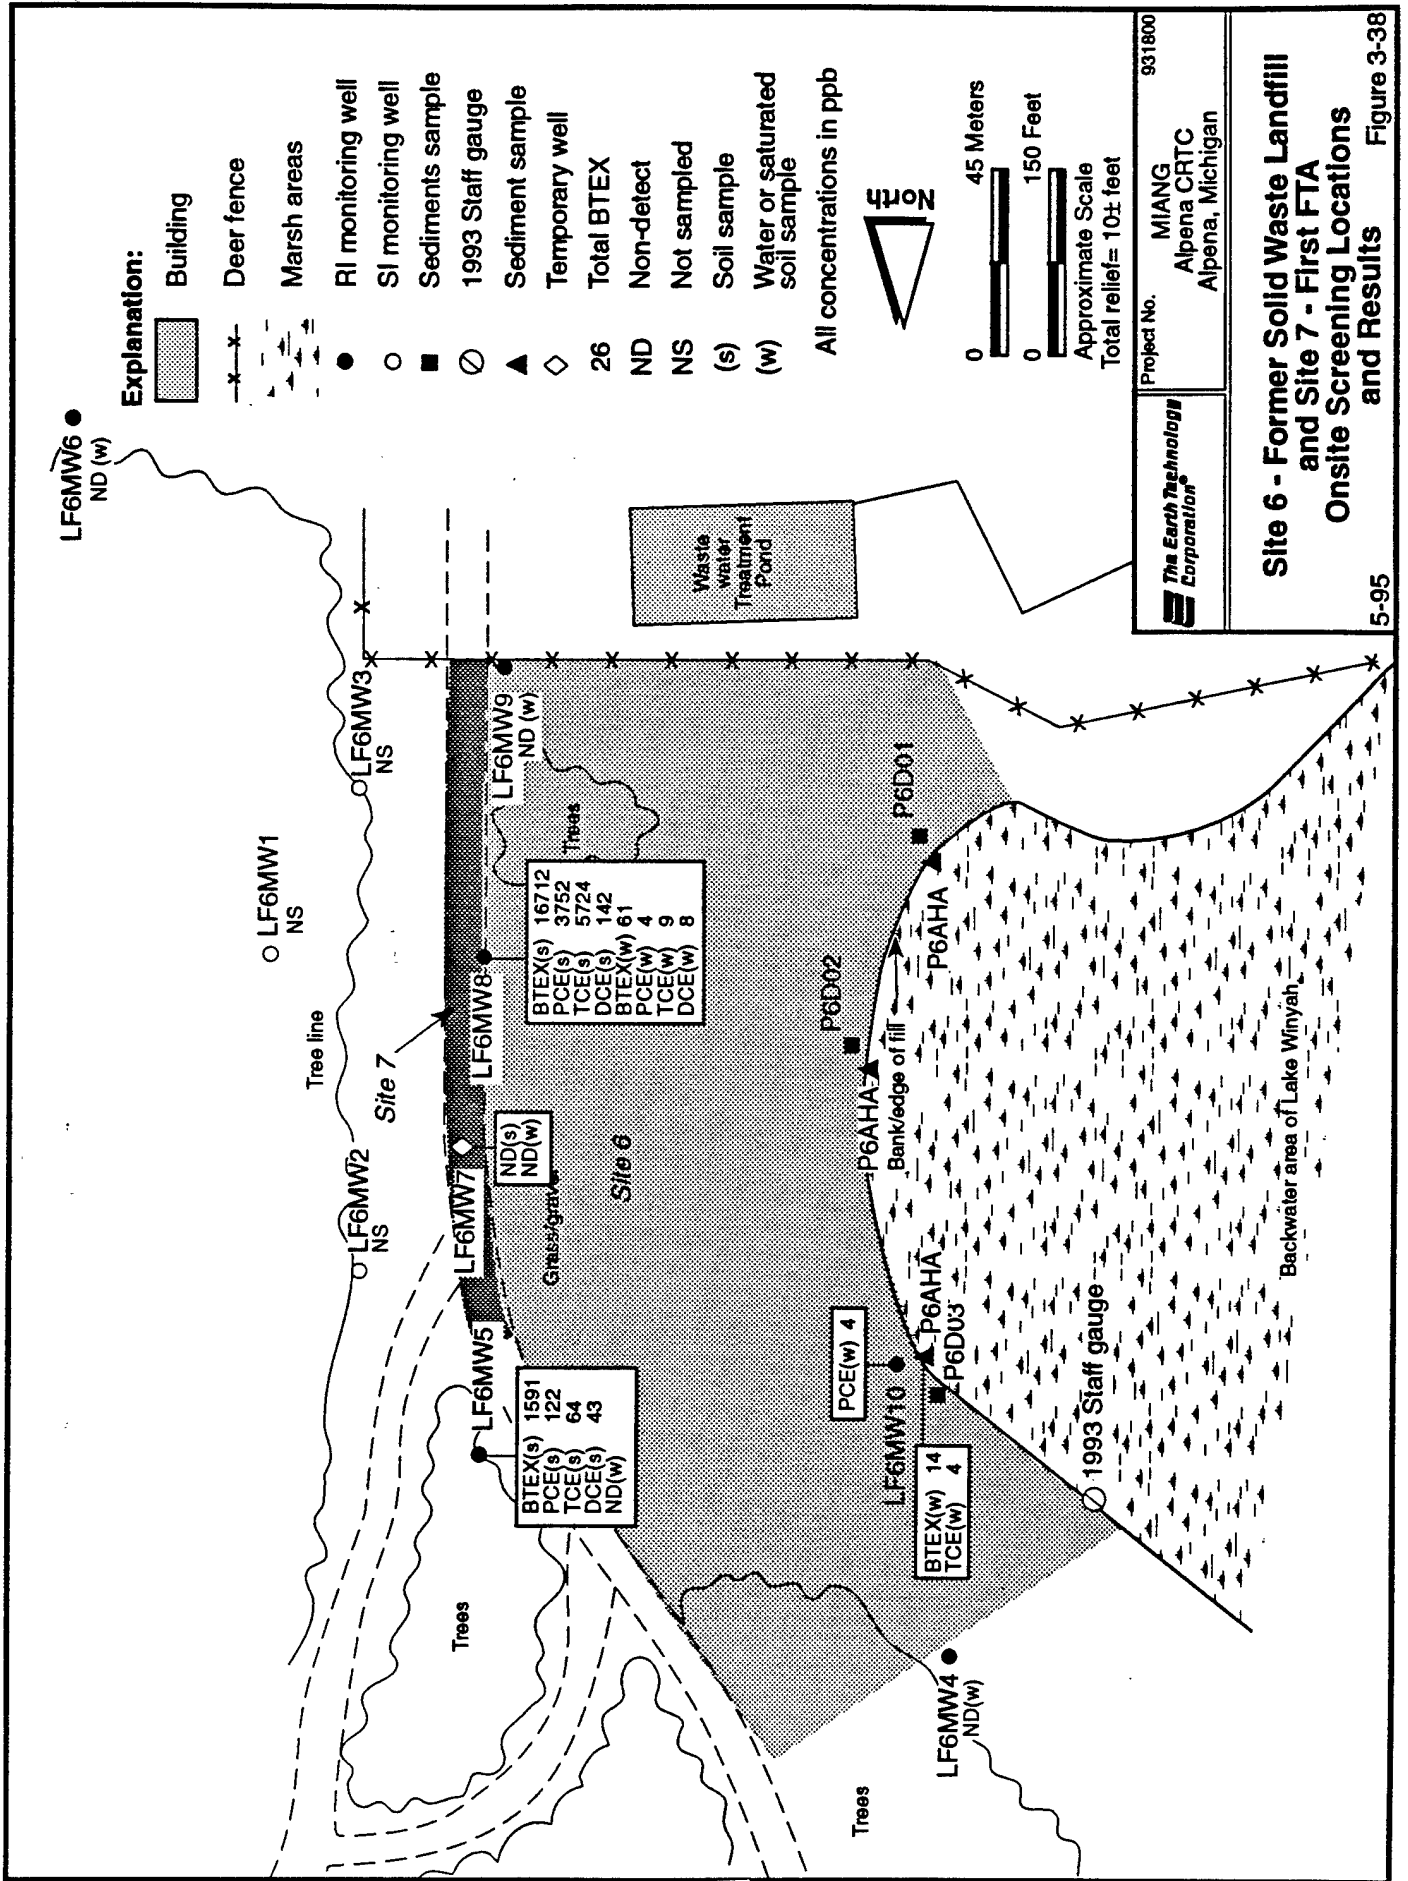 LF6MW6
ND (w)
LF6MW1
NS
LF6MW3
NS
LF6MW2
NS
Tree line
Site 7
LF6MW9
ND (w)
Trees
LF6MW8
BTEX(s) 16712
PCE(s) 3752
TCE(s) 5724
DCE(s) 142
BTEX(w) 61
PCE(w) 4
TCE(w) 9
DCE(w) 8
LF6MW7
ND(s)
ND(w)
Site 6
LF6MW5
BTEX(s) 1591
PCE(s) 122
TCE(s) 64
DCE(s) 43
ND(w)
Trees
Waste
water
Treatment
Pond
P6D01
P6AHA
P6D02
P6AHA
Bank/edge of fill
P6AHA
P6D03
PCE(w) 4
LF6MW10
BTEX(w) 14
TCE(w) 4
1993 Staff gauge
Backwater area of Lake Winyah
LF6MW4
ND(w)
Trees
Explanation:
Building
Deer fence
Marsh areas
RI monitoring well
SI monitoring well
Sediments sample
1993 Staff gauge
Sediment sample
Temporary well
26 Total BTEX
ND Non-detect
NS Not sampled
(s) Soil sample
(w) Water or saturated
soil sample
All concentrations in ppb
North
0 45 Meters
0 150 Feet
Approximate Scale
Total relief= 10± feet
The Earth Technology
Corporation®
Project No. 931800
MIANG
Alpena CRTC
Alpena, Michigan
Site 6 - Former Solid Waste Landfill
and Site 7 - First FTA
Onsite Screening Locations
and Results
5-95 Figure 3-38